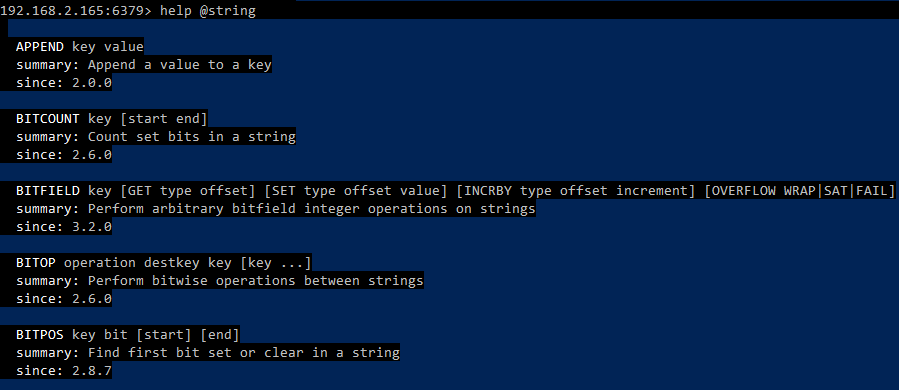 192.168.2.165:6379> help @string
APPEND key value
summary: Append a value to a key
since: 2.0.0
BITCOUNT key [start end]
summary: Count set bits in a string
since: 2.6.0
BITFIELD key [GET type offset] [SET type offset value] [INCRBY type offset increment] [OVERFLOW WRAP|SAT|FAIL]
summary: Perform arbitrary bitfield integer operations on strings
since: 3.2.0
BITOP operation destkey key [key ...]
summary: Perform bitwise operations between strings
since: 2.6.0
BITPOS key bit [start] [end]
summary: Find first bit set or clear in a string
since: 2.8.7